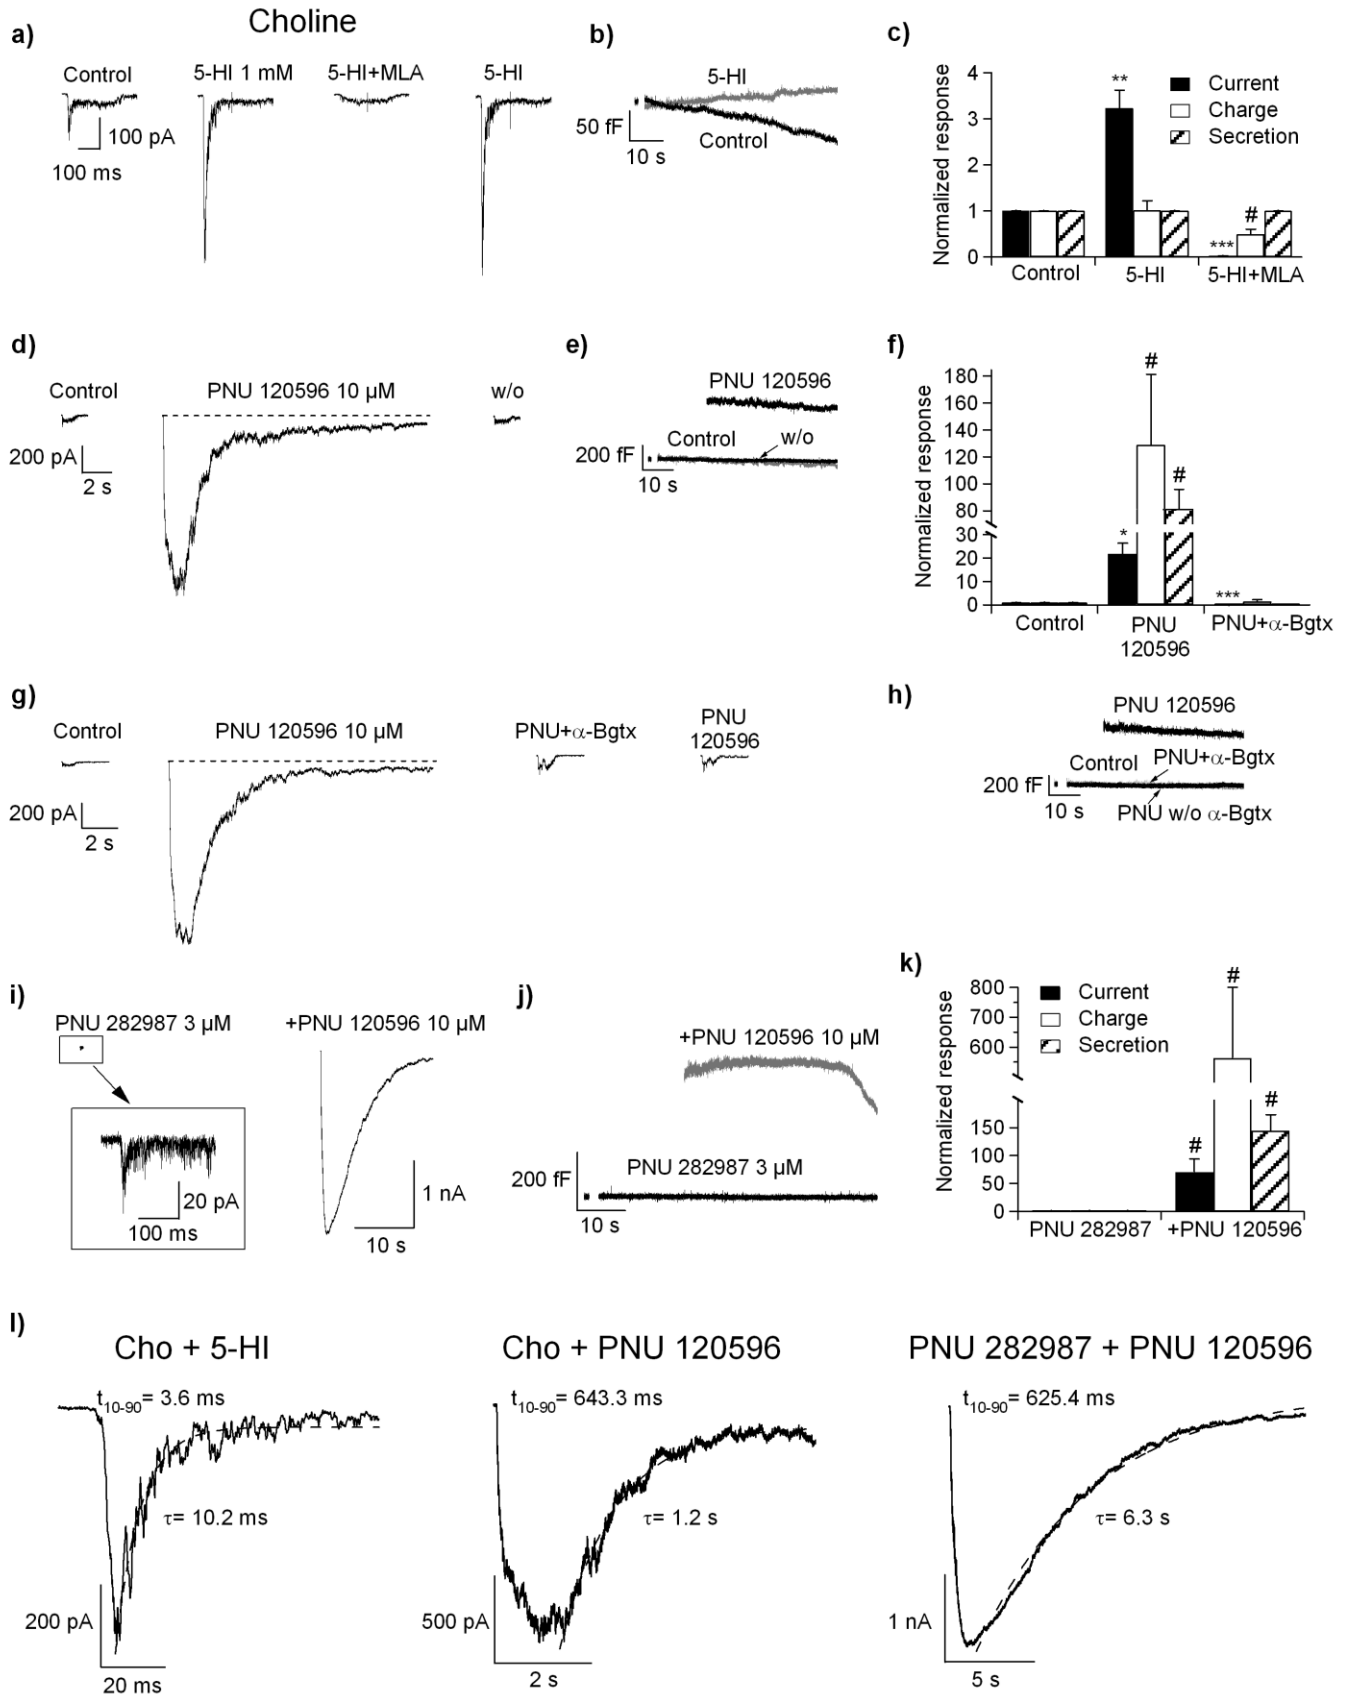 Choline
a)
Control
5-HI 1 mM
5-HI+MLA
5-HI
100 pA
100 ms
b)
5-HI
50 fF
Control
10 s
c)
Normalized response
4
3
2
1
0
**
***
#
Current
Charge
Secretion
Control
5-HI
5-HI+MLA
d)
Control
PNU 120596 10 µM
w/o
200 pA
2 s
e)
PNU 120596
Control
w/o
200 fF
10 s
f)
Normalized response
180
160
140
120
100
80
30
20
10
0
*
#
#
***
Control
PNU
120596
PNU+α-Bgtx
g)
Control
PNU 120596 10 µM
PNU+α-Bgtx
PNU
120596
200 pA
2 s
h)
PNU 120596
Control
PNU+α-Bgtx
200 fF
10 s
PNU w/o α-Bgtx
i)
PNU 282987 3 µM
+PNU 120596 10 µM
20 pA
100 ms
1 nA
10 s
j)
+PNU 120596 10 µM
PNU 282987 3 µM
200 fF
10 s
k)
Normalized response
800
700
600
150
100
50
0
Current
Charge
Secretion
#
#
#
PNU 282987
+PNU 120596
l)
Cho + 5-HI
t10-90= 3.6 ms
τ= 10.2 ms
200 pA
20 ms
Cho + PNU 120596
t10-90= 643.3 ms
τ= 1.2 s
500 pA
2 s
PNU 282987 + PNU 120596
t10-90= 625.4 ms
τ= 6.3 s
1 nA
5 s